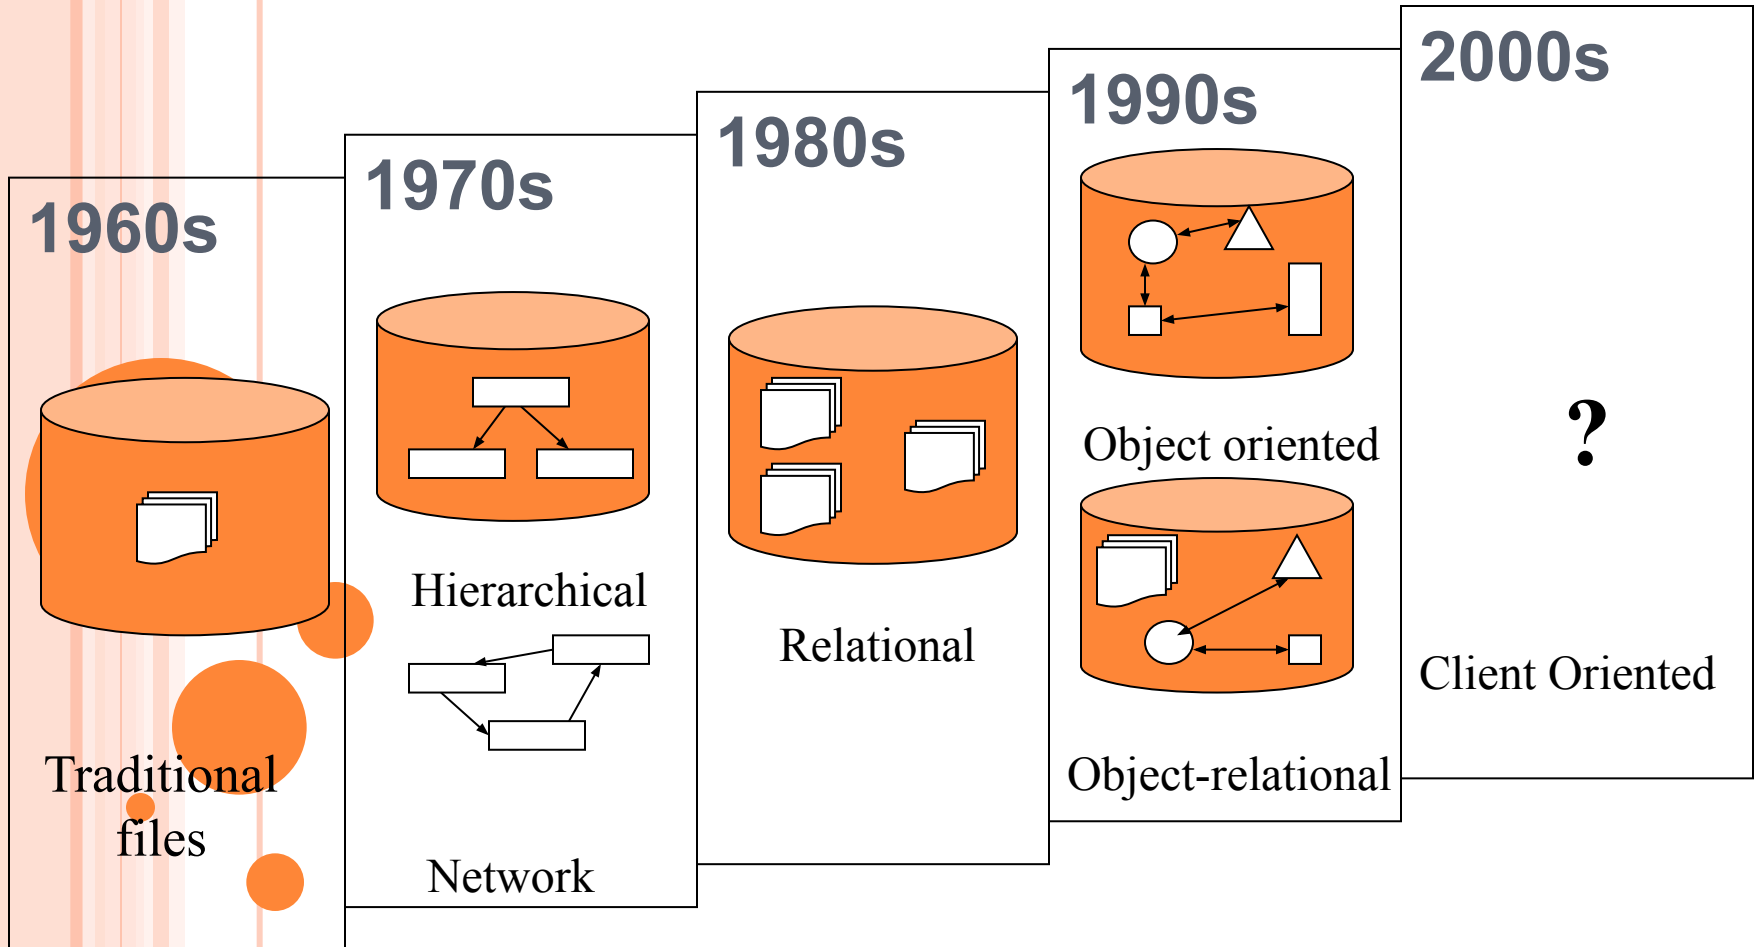 1960s
Traditional
files
1970s
Hierarchical
Network
1980s
Relational
1990s
Object oriented
Object-relational
2000s
?
Client Oriented